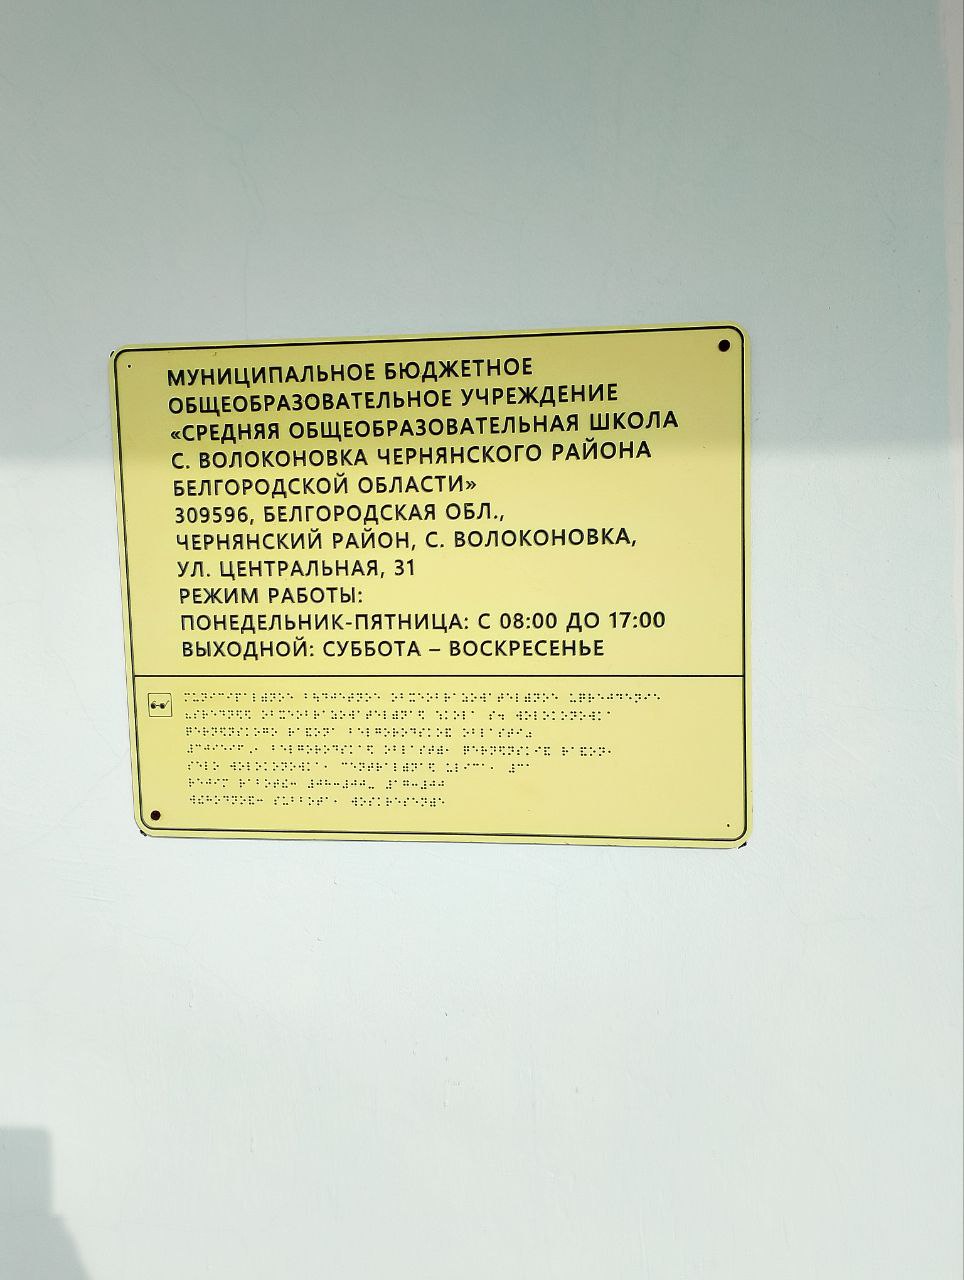 МУНИЦИПАЛЬНОЕ БЮДЖЕТНОЕ
ОБЩЕОБРАЗОВАТЕЛЬНОЕ УЧРЕЖДЕНИЕ
«СРЕДНЯЯ ОБЩЕОБРАЗОВАТЕЛЬНАЯ ШКОЛА
С. ВОЛОКОНОВКА ЧЕРНЯНСКОГО РАЙОНА
БЕЛГОРОДСКОЙ ОБЛАСТИ»
309596, БЕЛГОРОДСКАЯ ОБЛ.,
ЧЕРНЯНСКИЙ РАЙОН, С. ВОЛОКОНОВКА,
УЛ. ЦЕНТРАЛЬНАЯ, 31
РЕЖИМ РАБОТЫ:
ПОНЕДЕЛЬНИК-ПЯТНИЦА: С 08:00 ДО 17:00
ВЫХОДНОЙ: СУББОТА – ВОСКРЕСЕНЬЕ